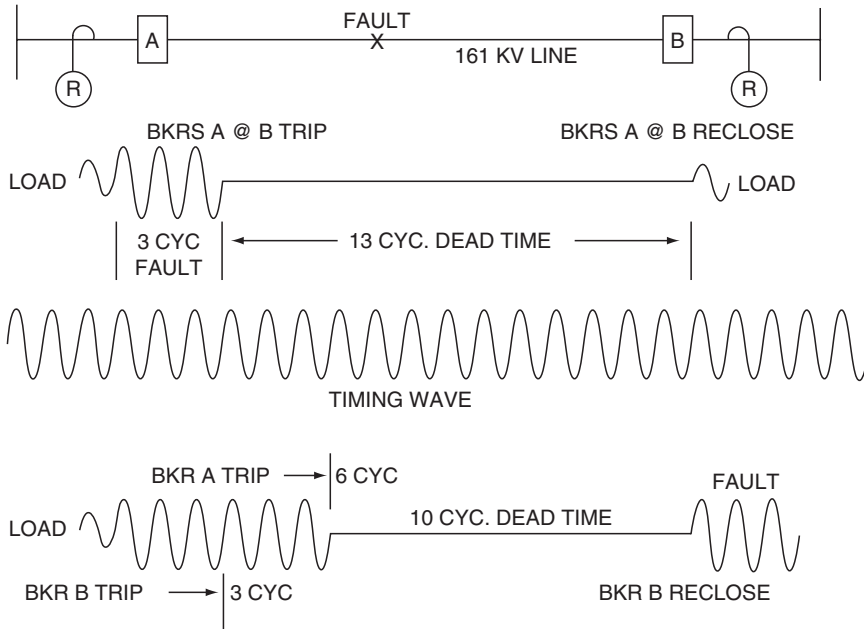 FAULT
A
X
B
161 KV LINE
R
R
BKRS A @ B TRIP
BKRS A @ B RECLOSE
LOAD
LOAD
3 CYC
FAULT
13 CYC. DEAD TIME
TIMING WAVE
BKR A TRIP
6 CYC
FAULT
LOAD
10 CYC. DEAD TIME
BKR B TRIP
3 CYC
BKR B RECLOSE